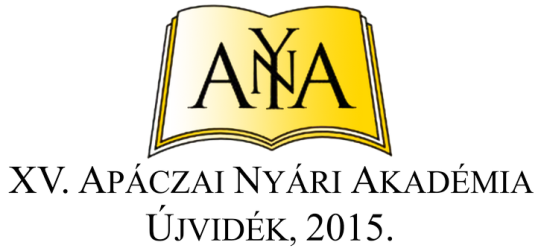 ANYA
XV. APÁCZAI NYÁRI AKADÉMIA
ÚJVIDÉK, 2015.